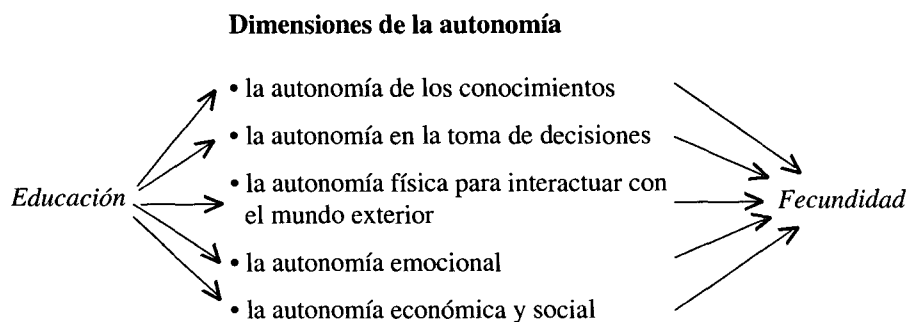 Dimensiones de la autonomía
• la autonomía de los conocimientos
• la autonomía en la toma de decisiones
Educación
• la autonomía física para interactuar con
el mundo exterior
Fecundidad
• la autonomía emocional
• la autonomía económica y social